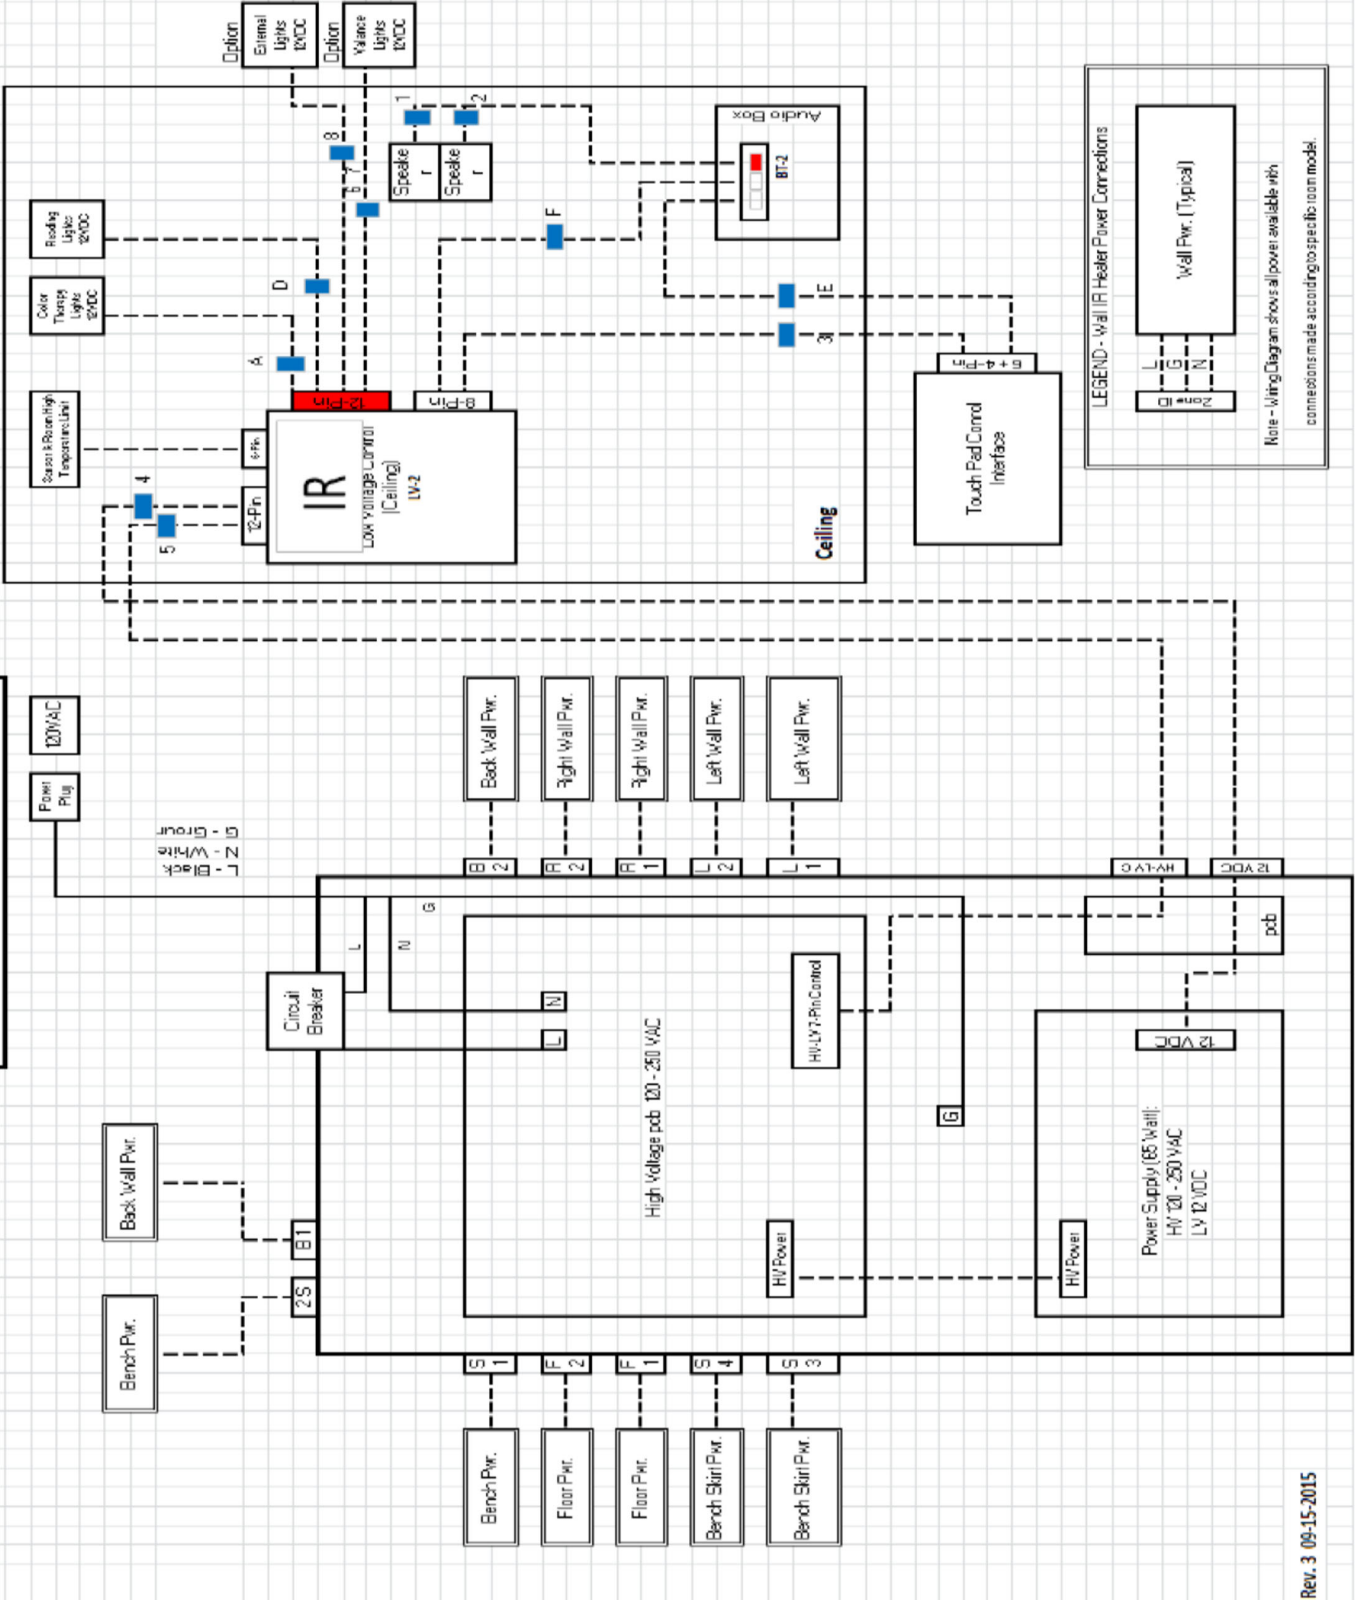 Option
External
Lights
12VDC
Option
Valance
Lights
12VDC
Reading
Lights
12VDC
Color
Therapy
Lights
12VDC
Sensor & Room High
Temperature Limit
A
D
8
7
6
1
2
Speake
r
Speake
r
F
E
3
4
5
12-Pin
6-Pin
12-Pin
8-Pin
IR
Low Voltage Control
(Ceiling)
LV-2
Audio Box
BT-2
Ceiling
6 + 4-Pin
Touch Pad Control
Interface
LEGEND - Wall IR Heater Power Connections
Zone ID
L
G
N
Wall Pwr. (Typical)
Note - Wiring Diagram shows all power available with
connections made according to specific room model.
120VAC
Power
Plug
L - Black
N - White
G - Groun
Back Wall Pwr.
Right Wall Pwr.
Right Wall Pwr.
Left Wall Pwr.
Left Wall Pwr.
B
2
R
2
R
1
L
2
L
1
HV-LV C
12 VDC
Circuit
Breaker
L
N
G
L
N
High Voltage pcb 120 - 250 VAC
HV-LV 7-Pin Control
HV Power
G
pcb
12 VDC
Power Supply (65 Watt):
HV 120 - 250 VAC
LV 12 VDC
HV Power
Back Wall Pwr.
Bench Pwr.
B1
2S
S
1
F
2
F
1
S
4
S
3
Bench Pwr.
Floor Pwr.
Floor Pwr.
Bench Skirt Pwr.
Bench Skirt Pwr.
Rev. 3 09-15-2015